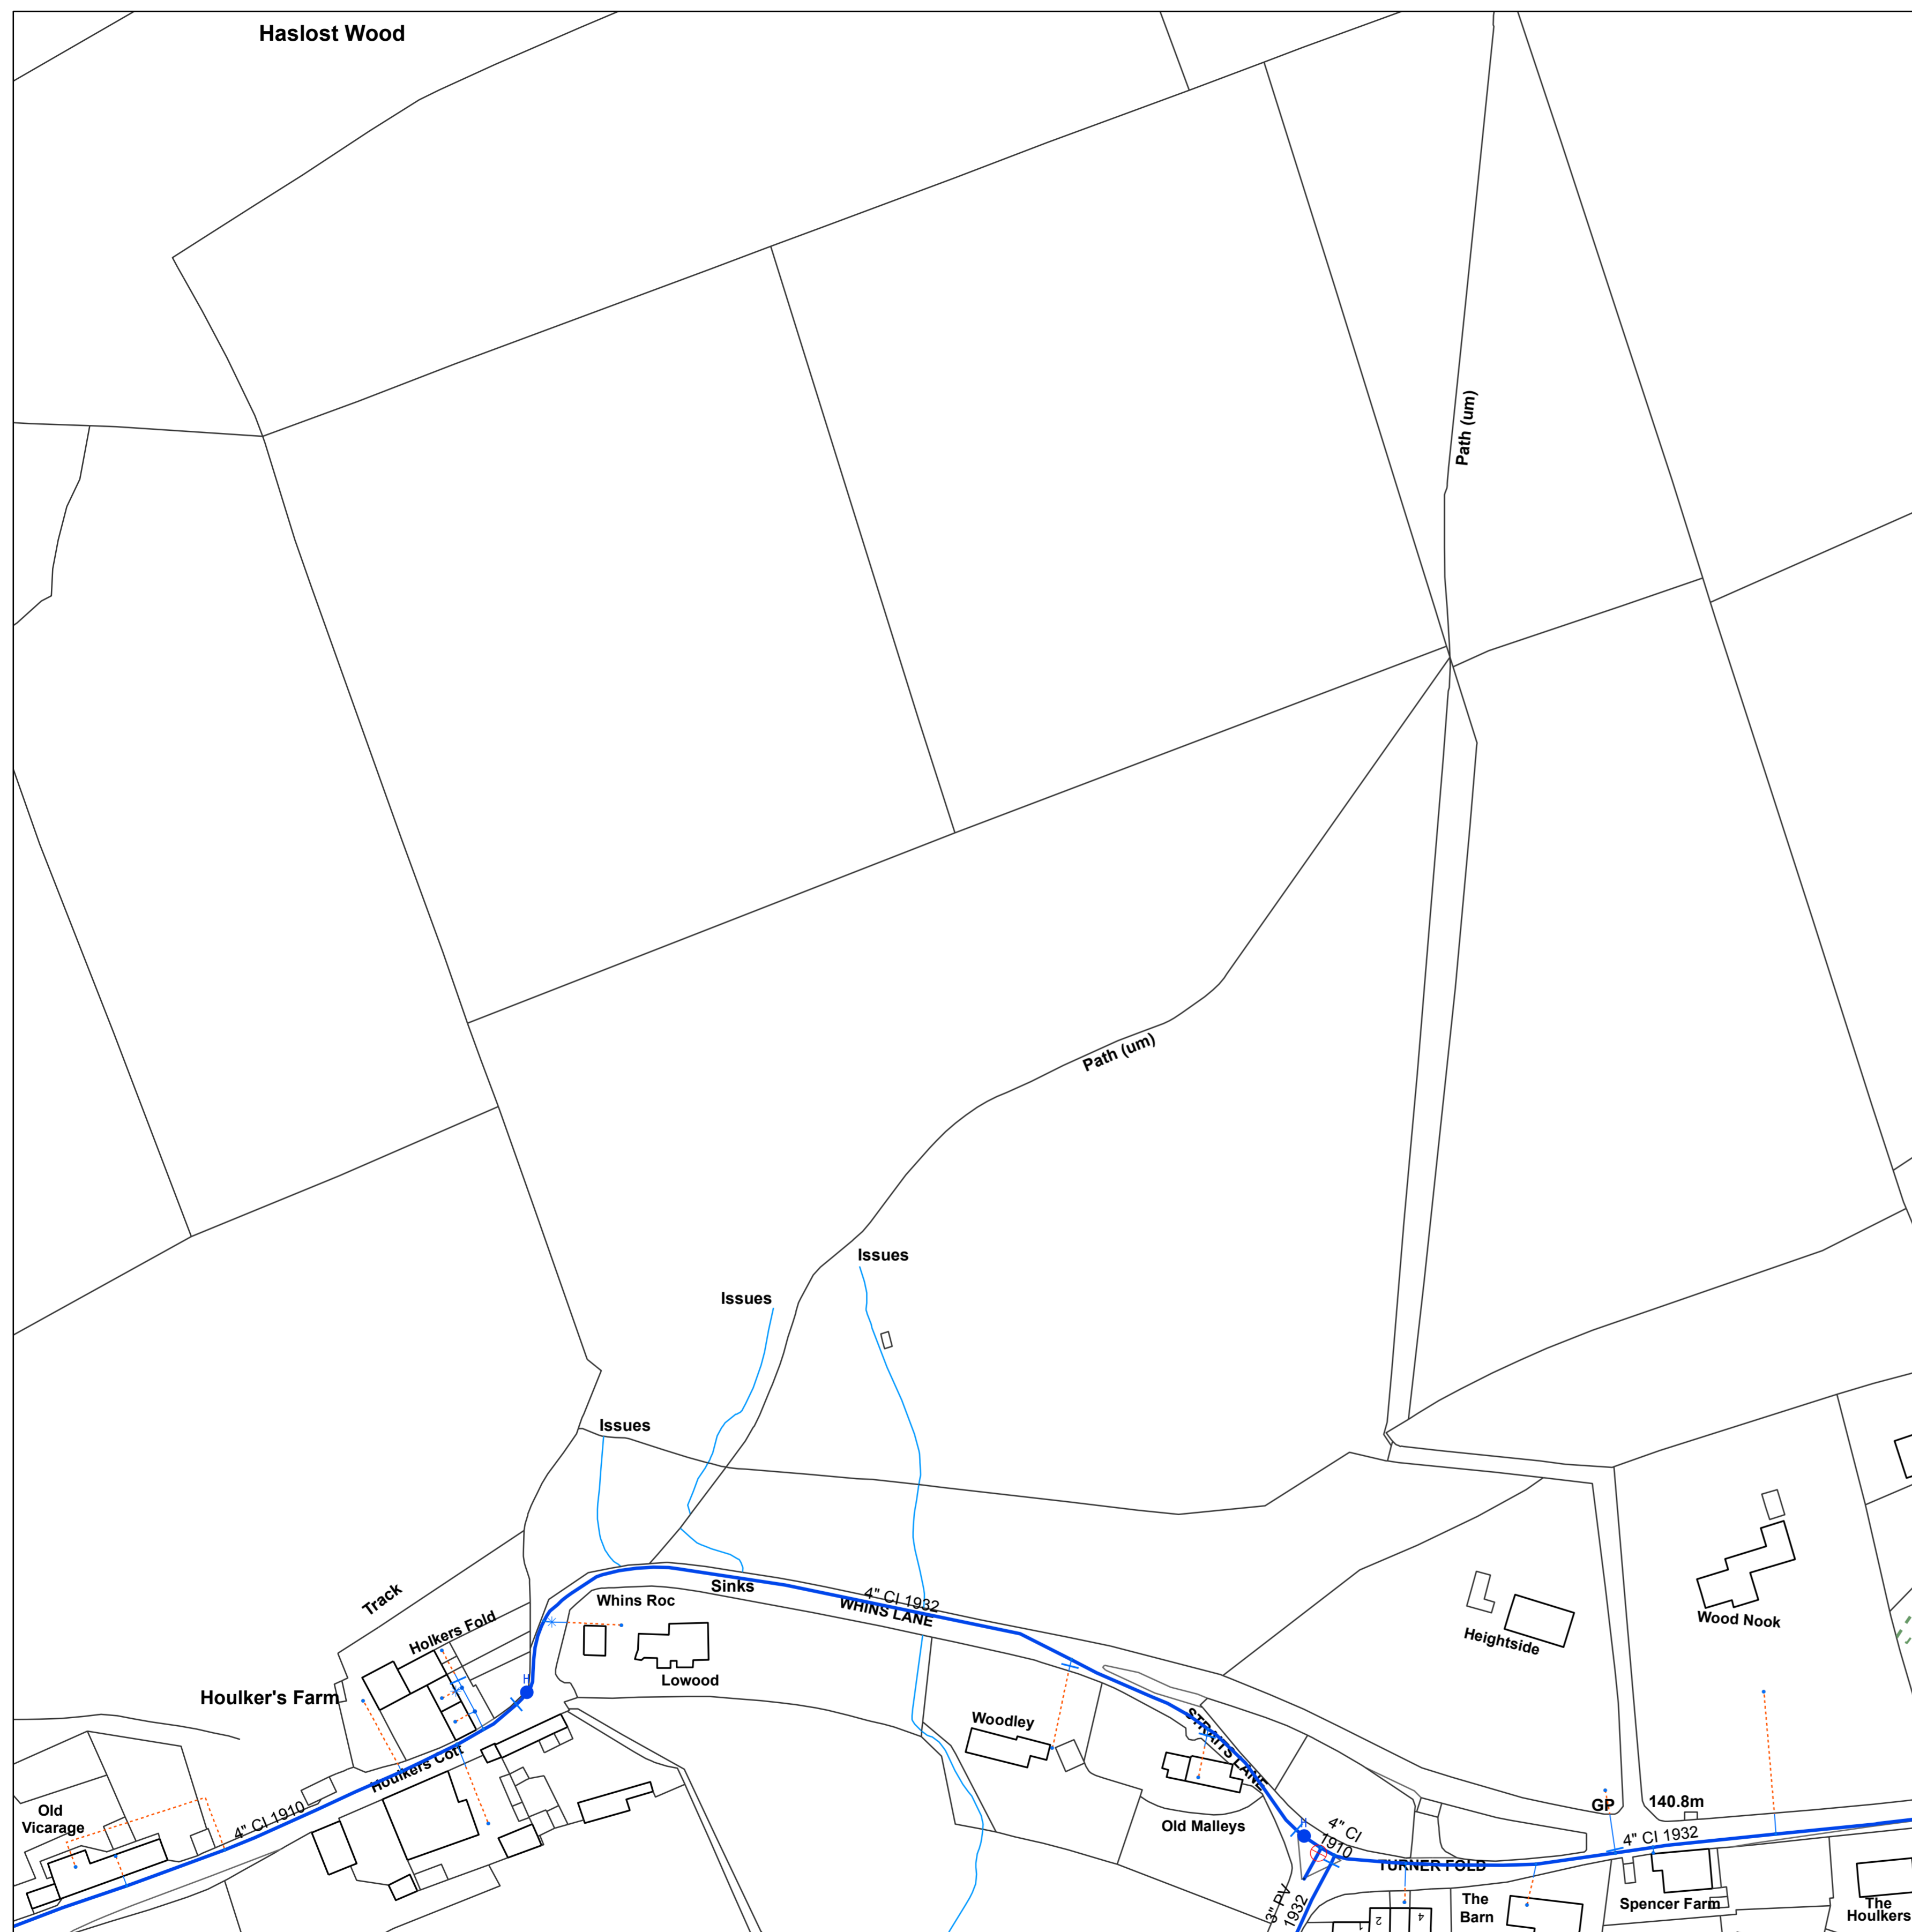 Haslost Wood
Path (um)
Path (um)
Issues
Issues
Issues
Sinks
4" CI 1932
WHINS LANE
Whins Roc
Lowood
Track
Holkers Fold
H
Houlker's Farm
Houlkers Cott
4" CI 1910
Old
Vicarage
Woodley
STRAITS LANE
Old Malleys
H
4" CI
1910
3" PV
1932
TURNER FOLD
Heightside
Wood Nook
GP
140.8m
4" CI 1932
Spencer Farm
The
Barn
The
Houlkers
1
2
4